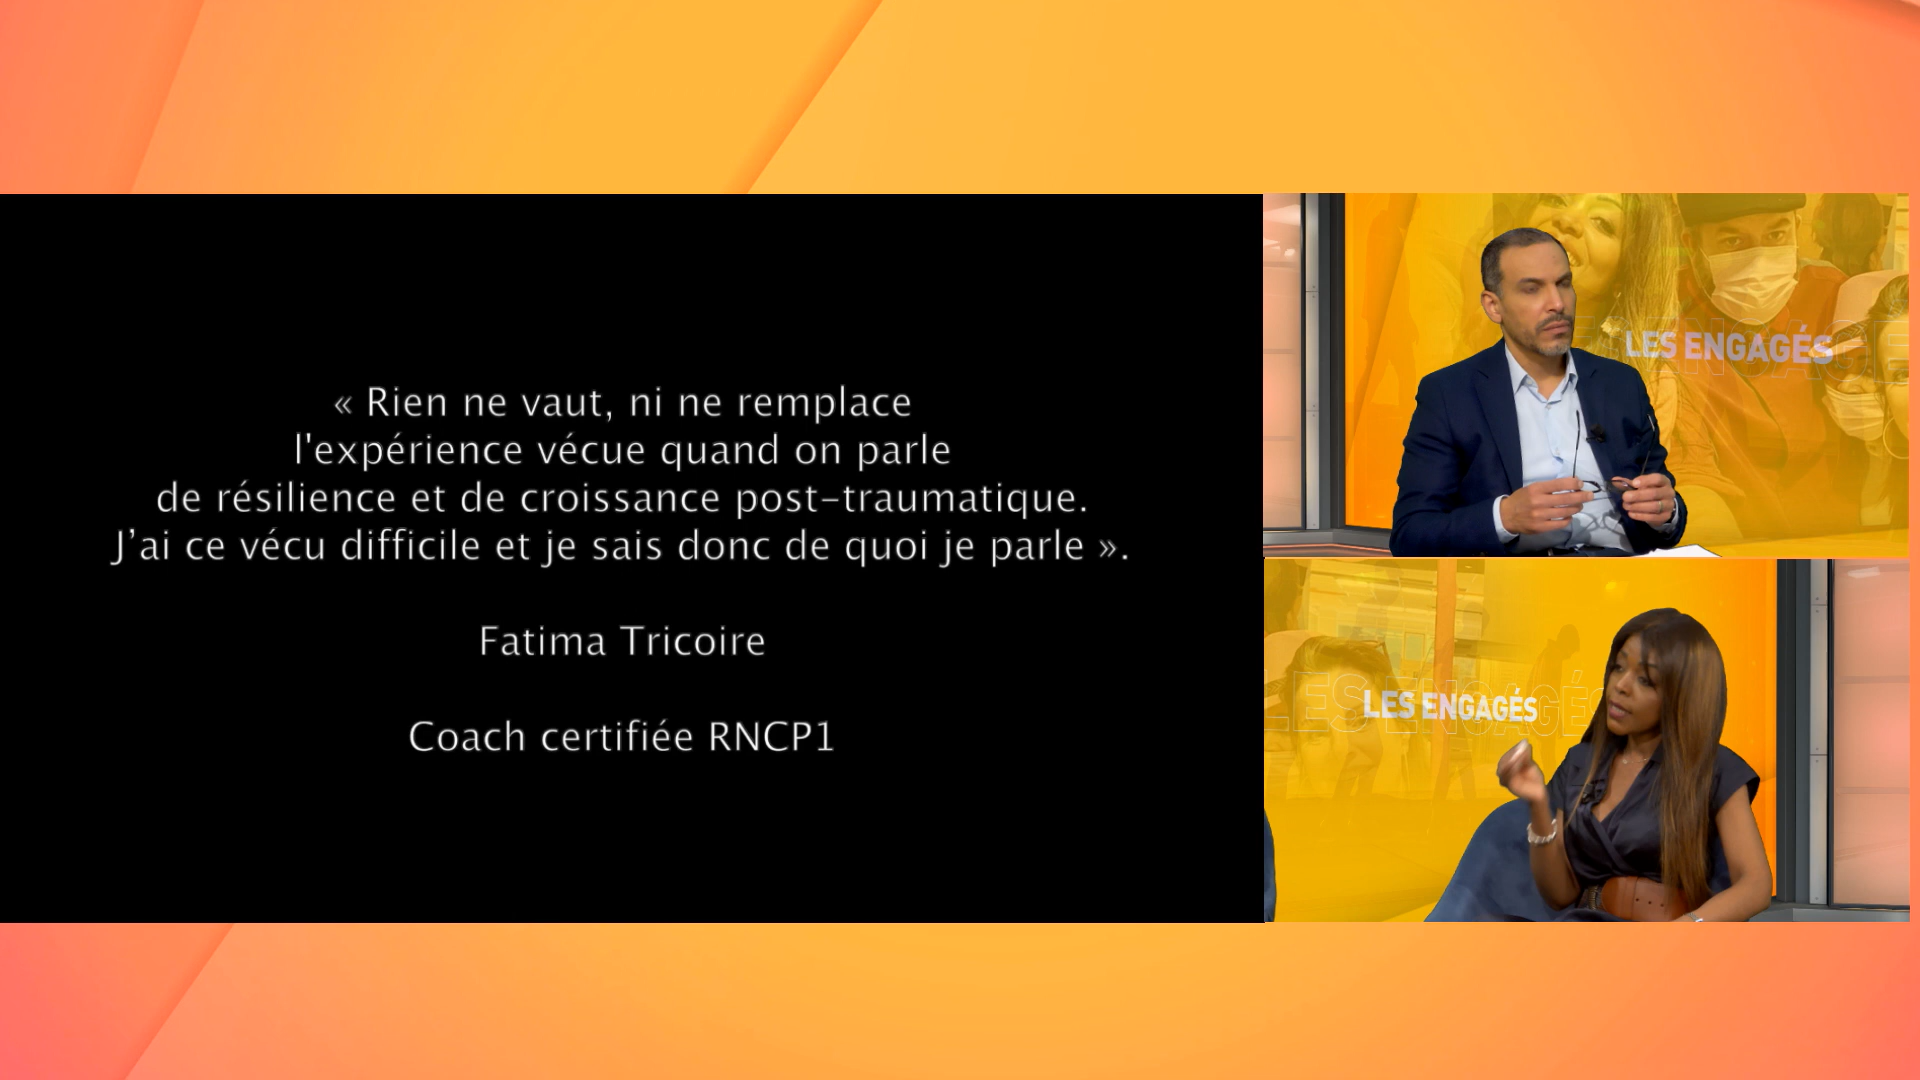 « Rien ne vaut, ni ne remplace
l'expérience vécue quand on parle
de résilience et de croissance post-traumatique.
J’ai ce vécu difficile et je sais donc de quoi je parle ».
Fatima Tricoire
Coach certifiée RNCP1
LES ENGAGÉS
LES ENGAGÉS